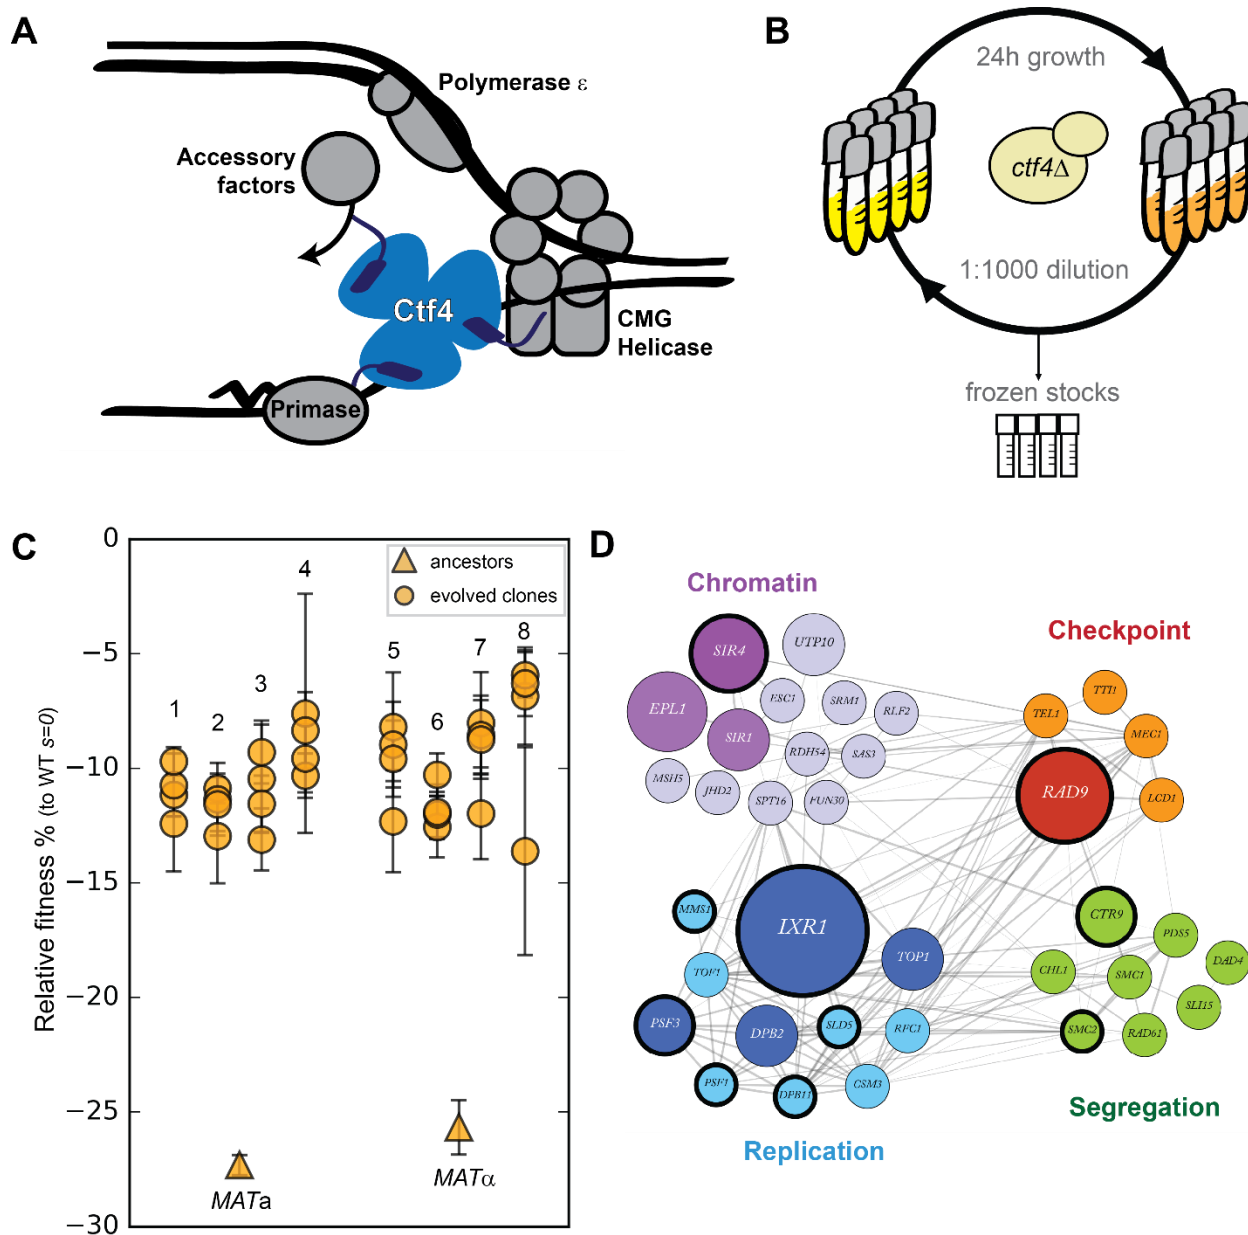 A
Polymerase ε
Accessory
factors
Ctf4
CMG
Helicase
Primase
B
24h growth
ctf4Δ
1:1000 dilution
frozen stocks
C
Relative fitness % (to WT s=0)
0
−5
−10
−15
−20
−25
−30
ancestors
evolved clones
1
2
3
4
5
6
7
8
MATa
MATα
D
Chromatin
SIR4
UTP10
EPL1
SIR1
ESC1
SRM1
RLF2
RDH54
SAS3
MSH5
JHD2
SPT16
FUN30
Checkpoint
TTI1
TEL1
MEC1
RAD9
LCD1
MMS1
IXR1
TOF1
TOP1
PSF3
DPB2
SLD5
RFC1
PSF1
DPB11
CSM3
Replication
CTR9
PDS5
DAD4
CHL1
SMC1
SLI15
SMC2
RAD61
Segregation